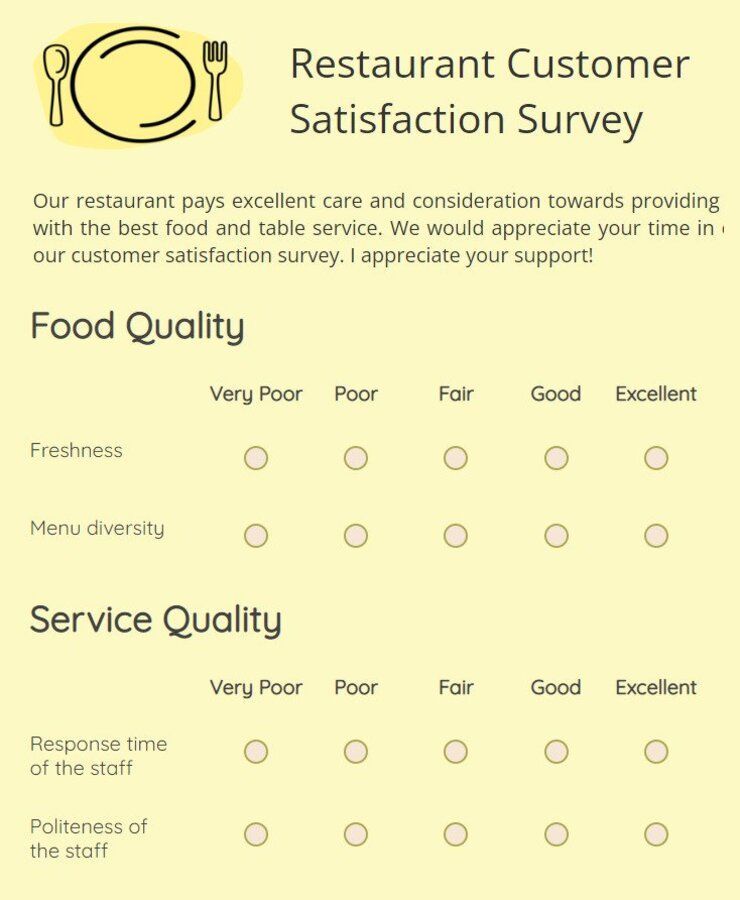 Restaurant Customer
Satisfaction Survey
Our restaurant pays excellent care and consideration towards providing
with the best food and table service. We would appreciate your time in
our customer satisfaction survey. I appreciate your support!
Food Quality
Very Poor Poor Fair Good Excellent
Freshness
Menu diversity
Service Quality
Very Poor Poor Fair Good Excellent
Response time
of the staff
Politeness of
the staff